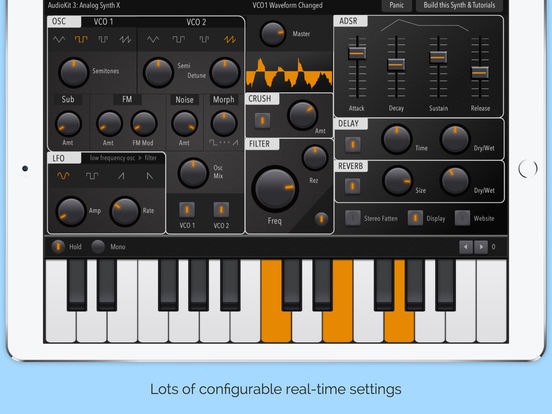 AudioKit 3: Analog Synth X
VCO1 Waveform Changed
Panic
Build this Synth & Tutorials
OSC
VCO 1
VCO 2
Semitones
Semi
Detune
Sub
FM
Noise
Morph
Amt
Amt
FM Mod
Amt
LFO
low frequency osc > filter
Amp
Rate
Osc
Mix
VCO 1
VCO 2
Master
CRUSH
Amt
FILTER
Rez
Freq
ADSR
Attack
Decay
Sustain
Release
DELAY
Time
Dry/Wet
REVERB
Size
Dry/Wet
Stereo Fatten
Display
Website
Hold
Mono
0
Lots of configurable real-time settings